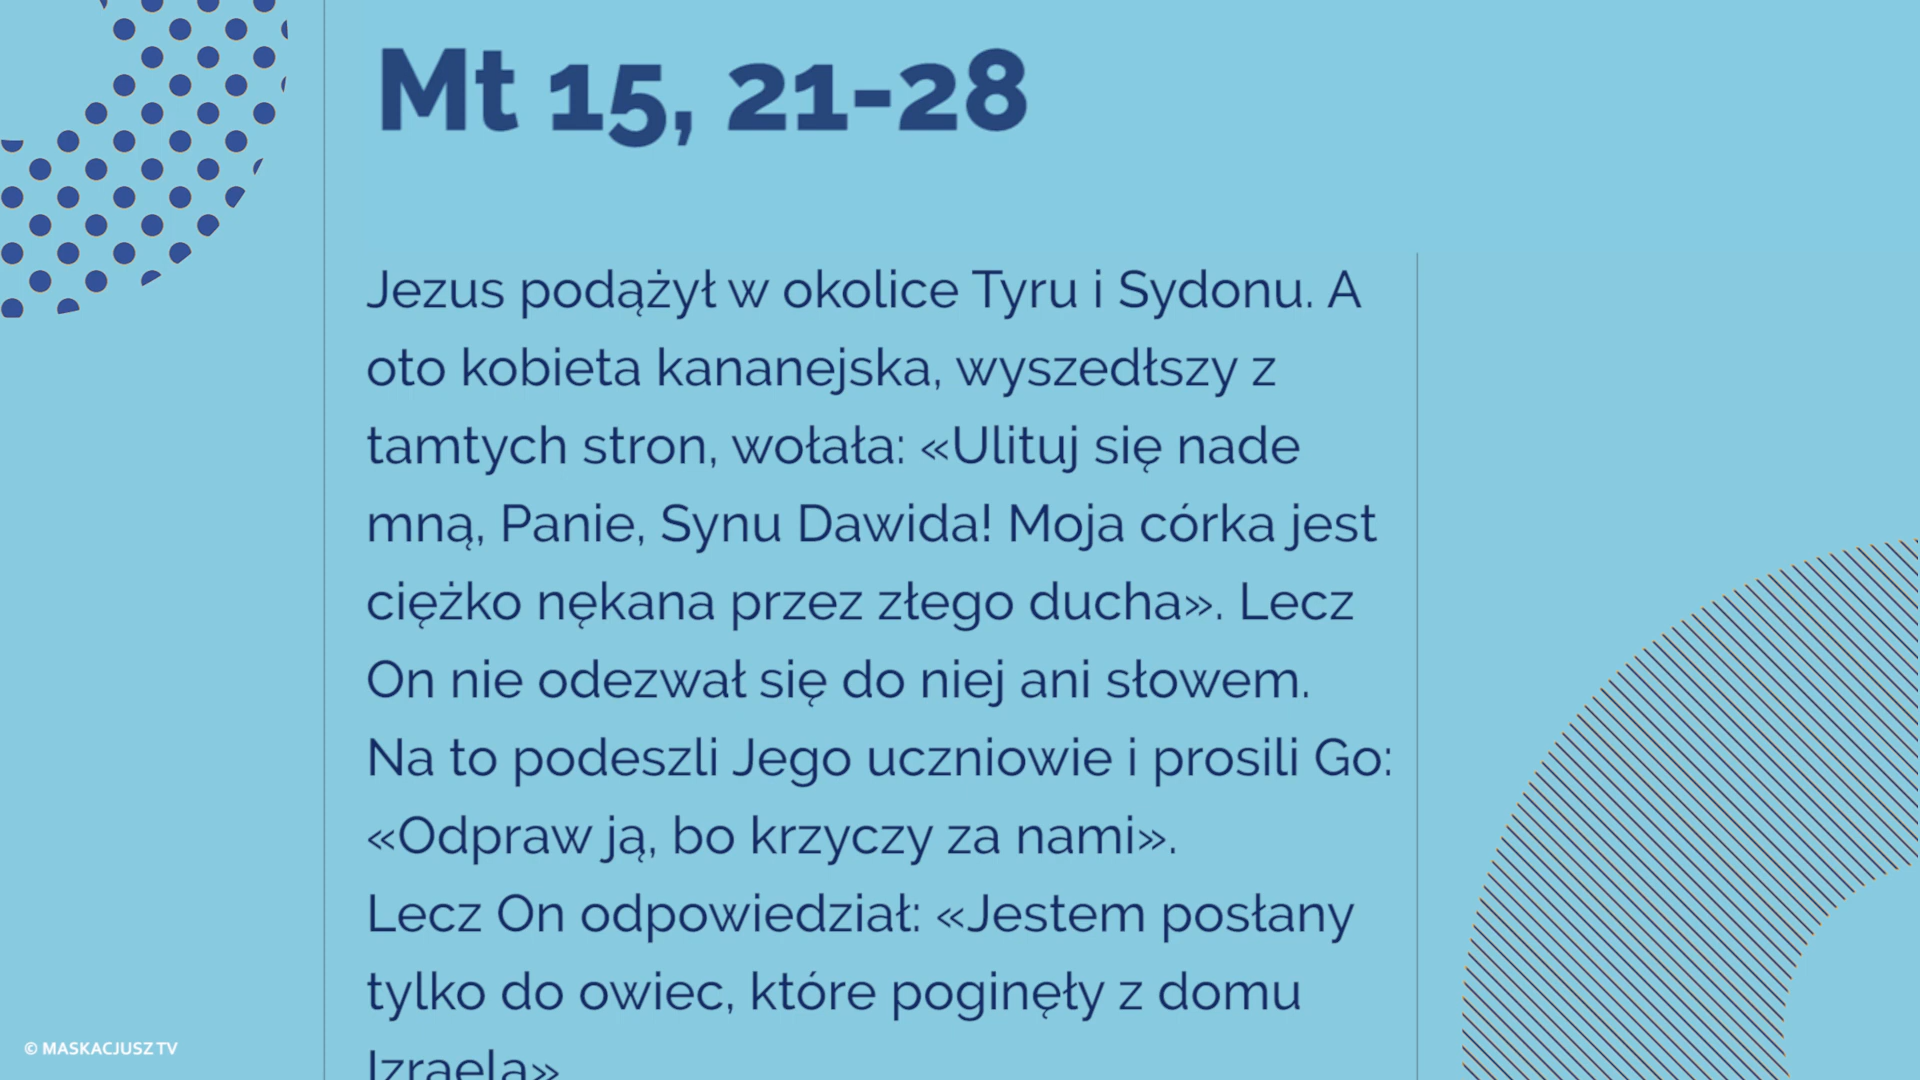 Mt 15, 21-28
Jezus podążył w okolice Tyru i Sydonu. A
oto kobieta kananejska, wyszedłszy z
tamtych stron, wołała: «Ulituj się nade
mną, Panie, Synu Dawida! Moja córka jest
ciężko nękana przez złego ducha». Lecz
On nie odezwał się do niej ani słowem.
Na to podeszli Jego uczniowie i prosili Go:
«Odpraw ją, bo krzyczy za nami».
Lecz On odpowiedział: «Jestem posłany
tylko do owiec, które poginęły z domu
Izraela»
© MASKACJUSZ TV